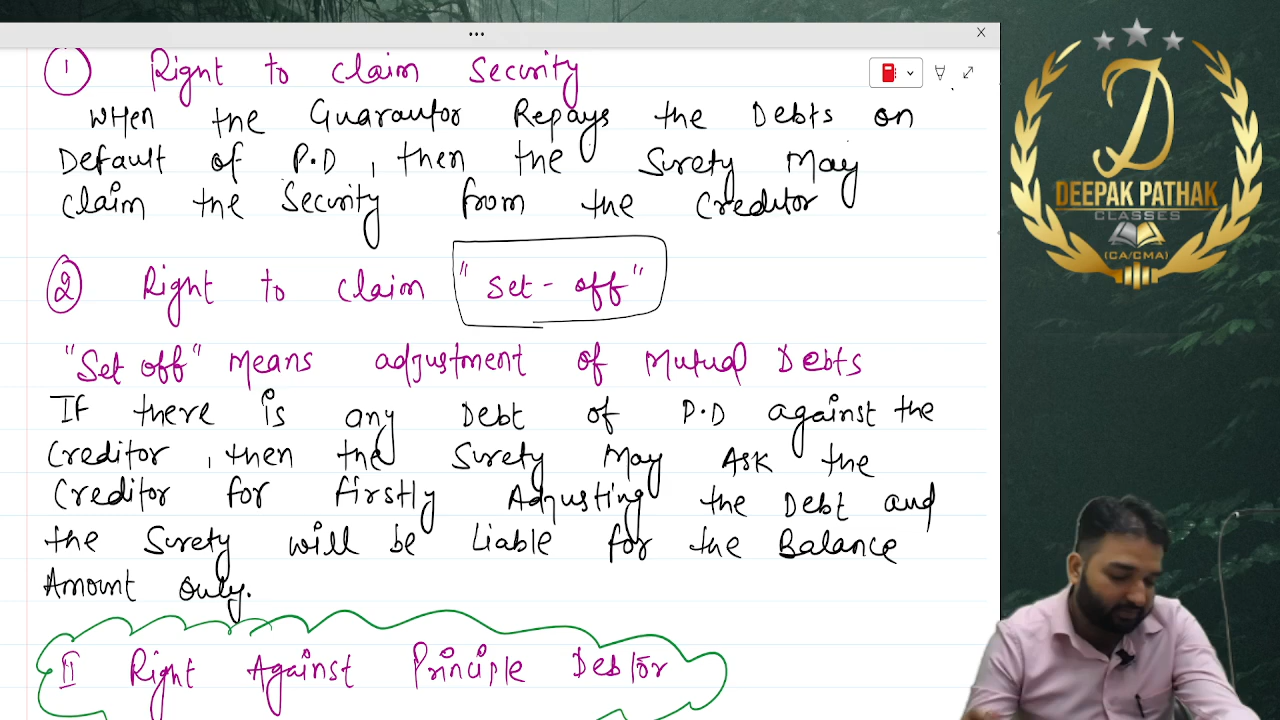 ① Right to claim Security
When the Guarantor Repays the Debts on
Default of P.D, then the Surety May
claim the Security from the Creditor
② Right to claim "Set-off"
"Set off" means adjustment of Mutual Debts
If there is any Debt of P.D against the
Creditor, then the Surety May Ask the
Creditor for firstly Adjusting the Debt and
the Surety will be Liable for the Balance
Amount only.
II Right Against Principle Debtor
D
DEEPAK PATHAK
CLASSES
(CA/CMA)